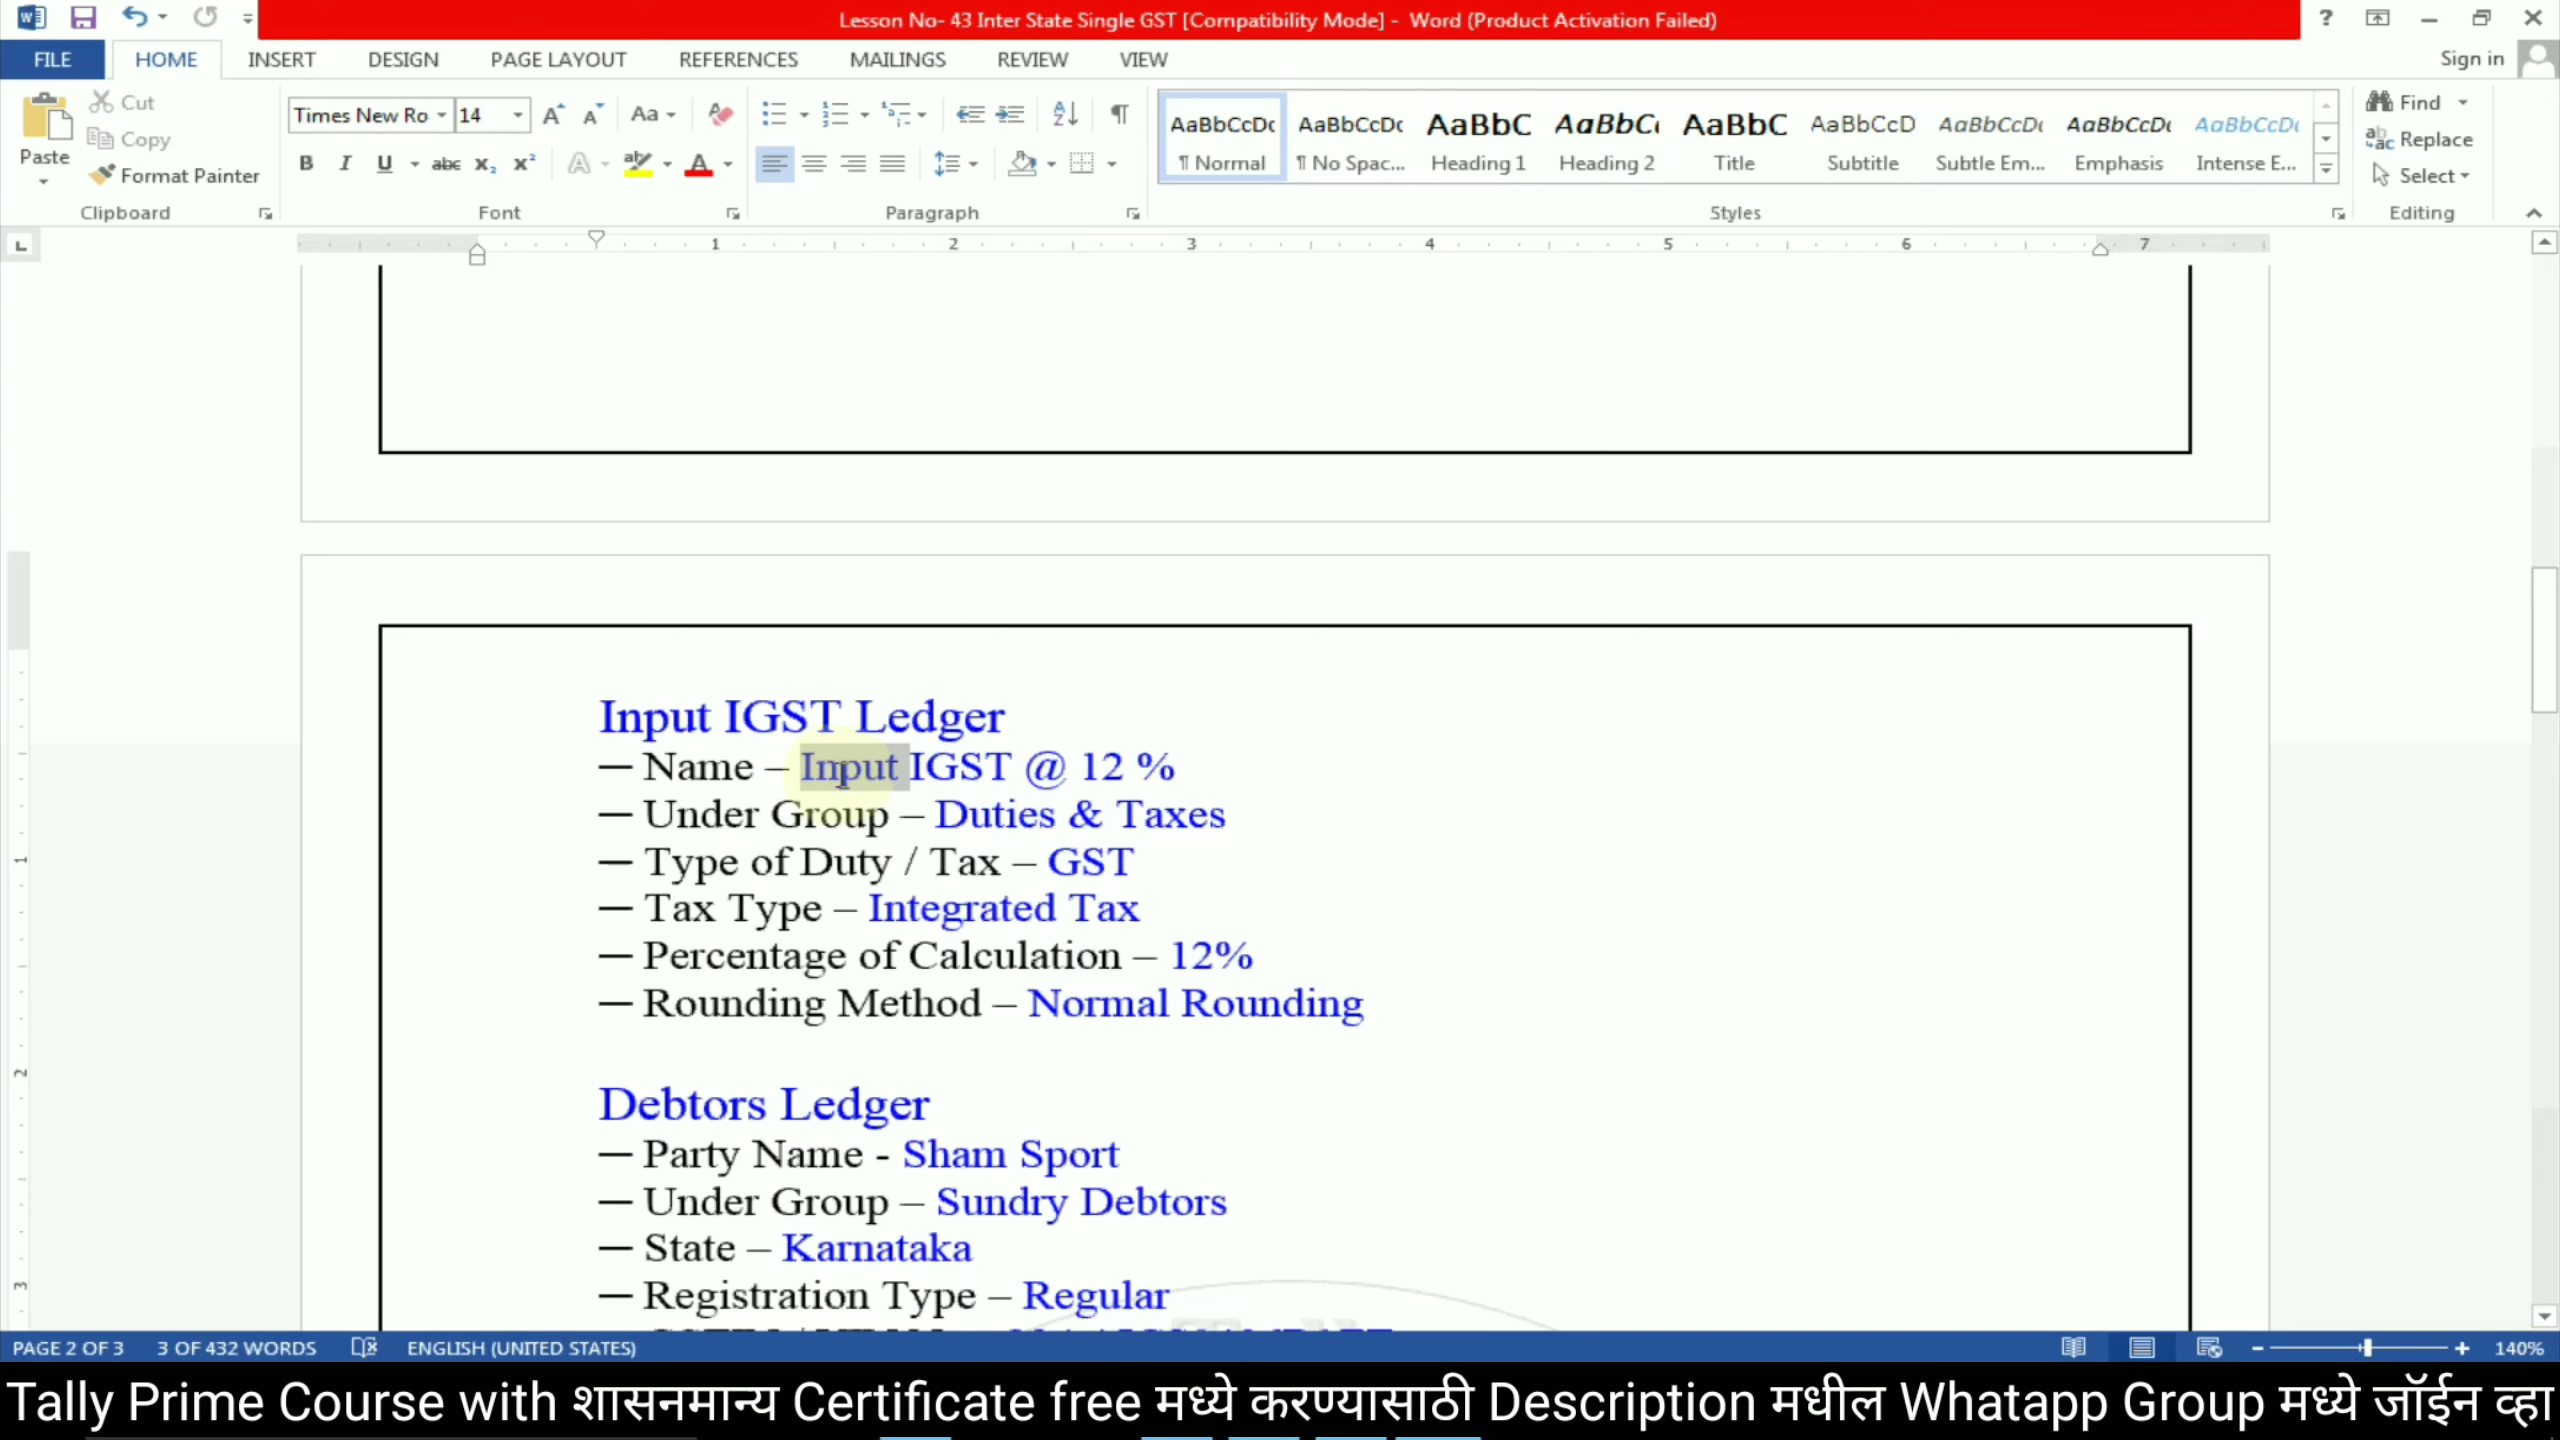 Lesson No- 43 Inter State Single GST [Compatibility Mode] - Word (Product Activation Failed)
FILE HOME INSERT DESIGN PAGE LAYOUT REFERENCES MAILINGS REVIEW VIEW Sign in
Paste Cut Copy Format Painter
Clipboard
Times New Ro 14
Font
Paragraph
AaBbCcDc AaBbCcDc AaBbC AaBbC AaBbC AaBbCcD AaBbCcDc AaBbCcDc AaBbCcDc
¶ Normal ¶ No Spac... Heading 1 Heading 2 Title Subtitle Subtle Em... Emphasis Intense E...
Styles
Find
Replace
Select
Editing
1 2 3 4 5 6 7
Input IGST Ledger
— Name – Input IGST @ 12 %
— Under Group – Duties & Taxes
— Type of Duty / Tax – GST
— Tax Type – Integrated Tax
— Percentage of Calculation – 12%
— Rounding Method – Normal Rounding
Debtors Ledger
— Party Name - Sham Sport
— Under Group – Sundry Debtors
— State – Karnataka
— Registration Type – Regular
PAGE 2 OF 3 3 OF 432 WORDS ENGLISH (UNITED STATES) 140%
Tally Prime Course with शासनमान्य Certificate free मध्ये करण्यासाठी Description मधील Whatapp Group मध्ये जॉईन व्हा